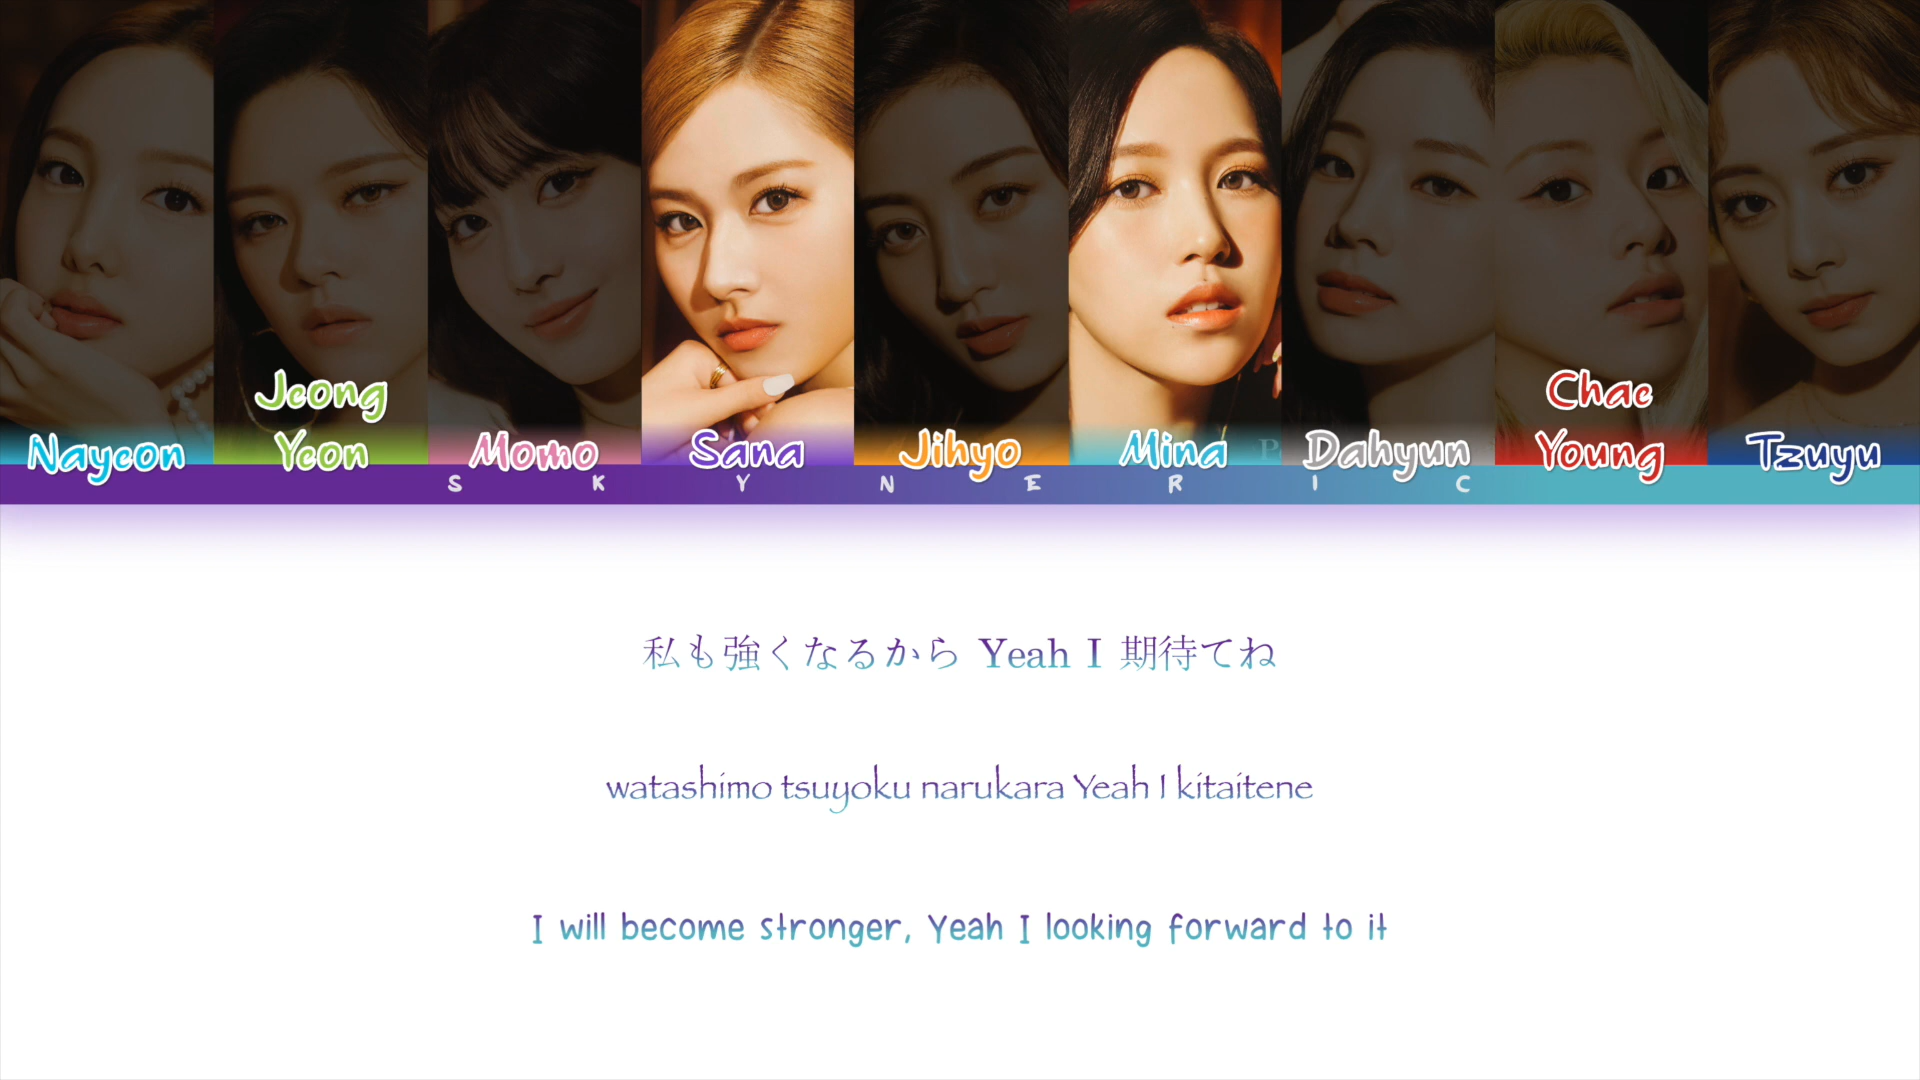 Nayeon
Jeong
Yeon
Momo
Sana
Jihyo
Mina
Dahyun
Chae
Young
Tzuyu
S K Y N E R I C
私も強くなるから Yeah I 期待てね
watashimo tsuyoku narukara Yeah I kitaitene
I will become stronger, Yeah I looking forward to it